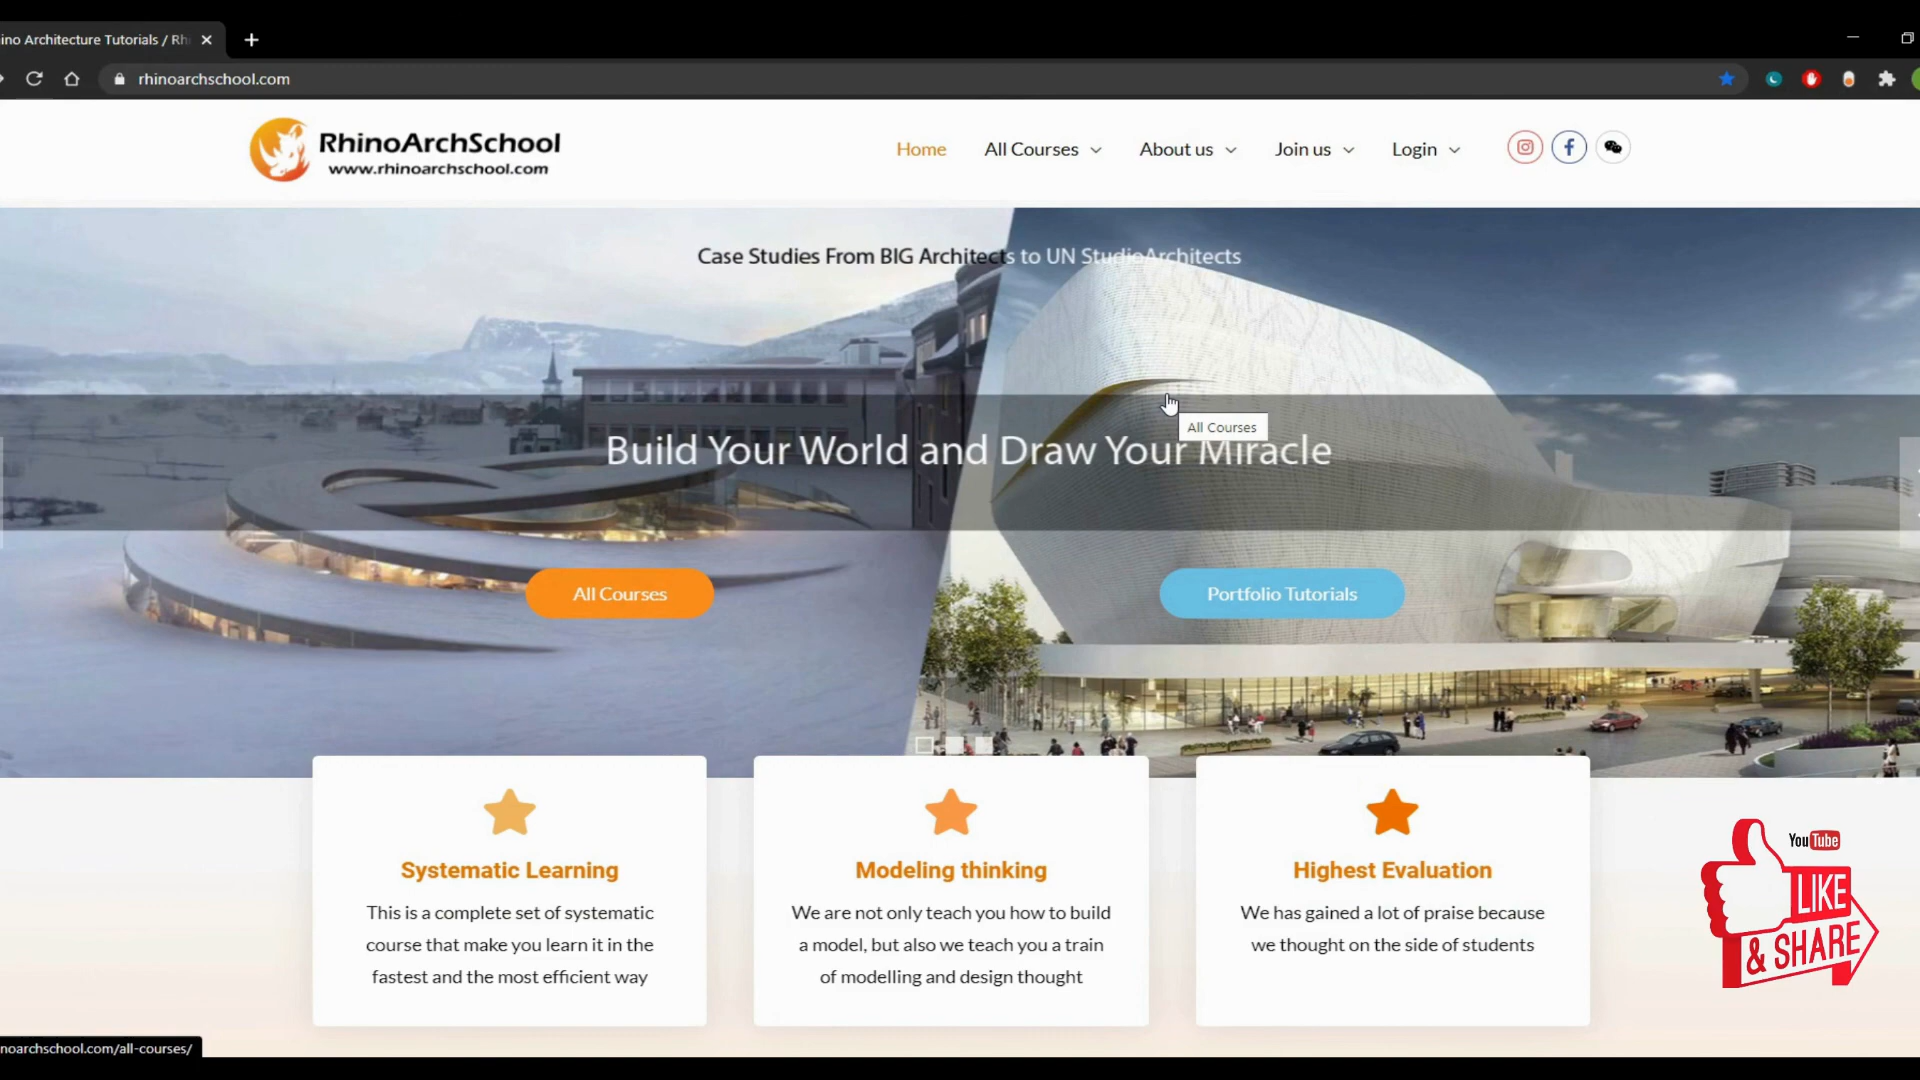 ino Architecture Tutorials / Rh
rhinoarchschool.com
RhinoArchSchool
www.rhinoarchschool.com
Home
All Courses
About us
Join us
Login
Case Studies From BIG Architects to UN StudioArchitects
All Courses
Build Your World and Draw Your Miracle
All Courses
Portfolio Tutorials
Systematic Learning
This is a complete set of systematic
course that make you learn it in the
fastest and the most efficient way
Modeling thinking
We are not only teach you how to build
a model, but also we teach you a train
of modelling and design thought
Highest Evaluation
We has gained a lot of praise because
we thought on the side of students
YouTube
LIKE
& SHARE
noarchschool.com/all-courses/